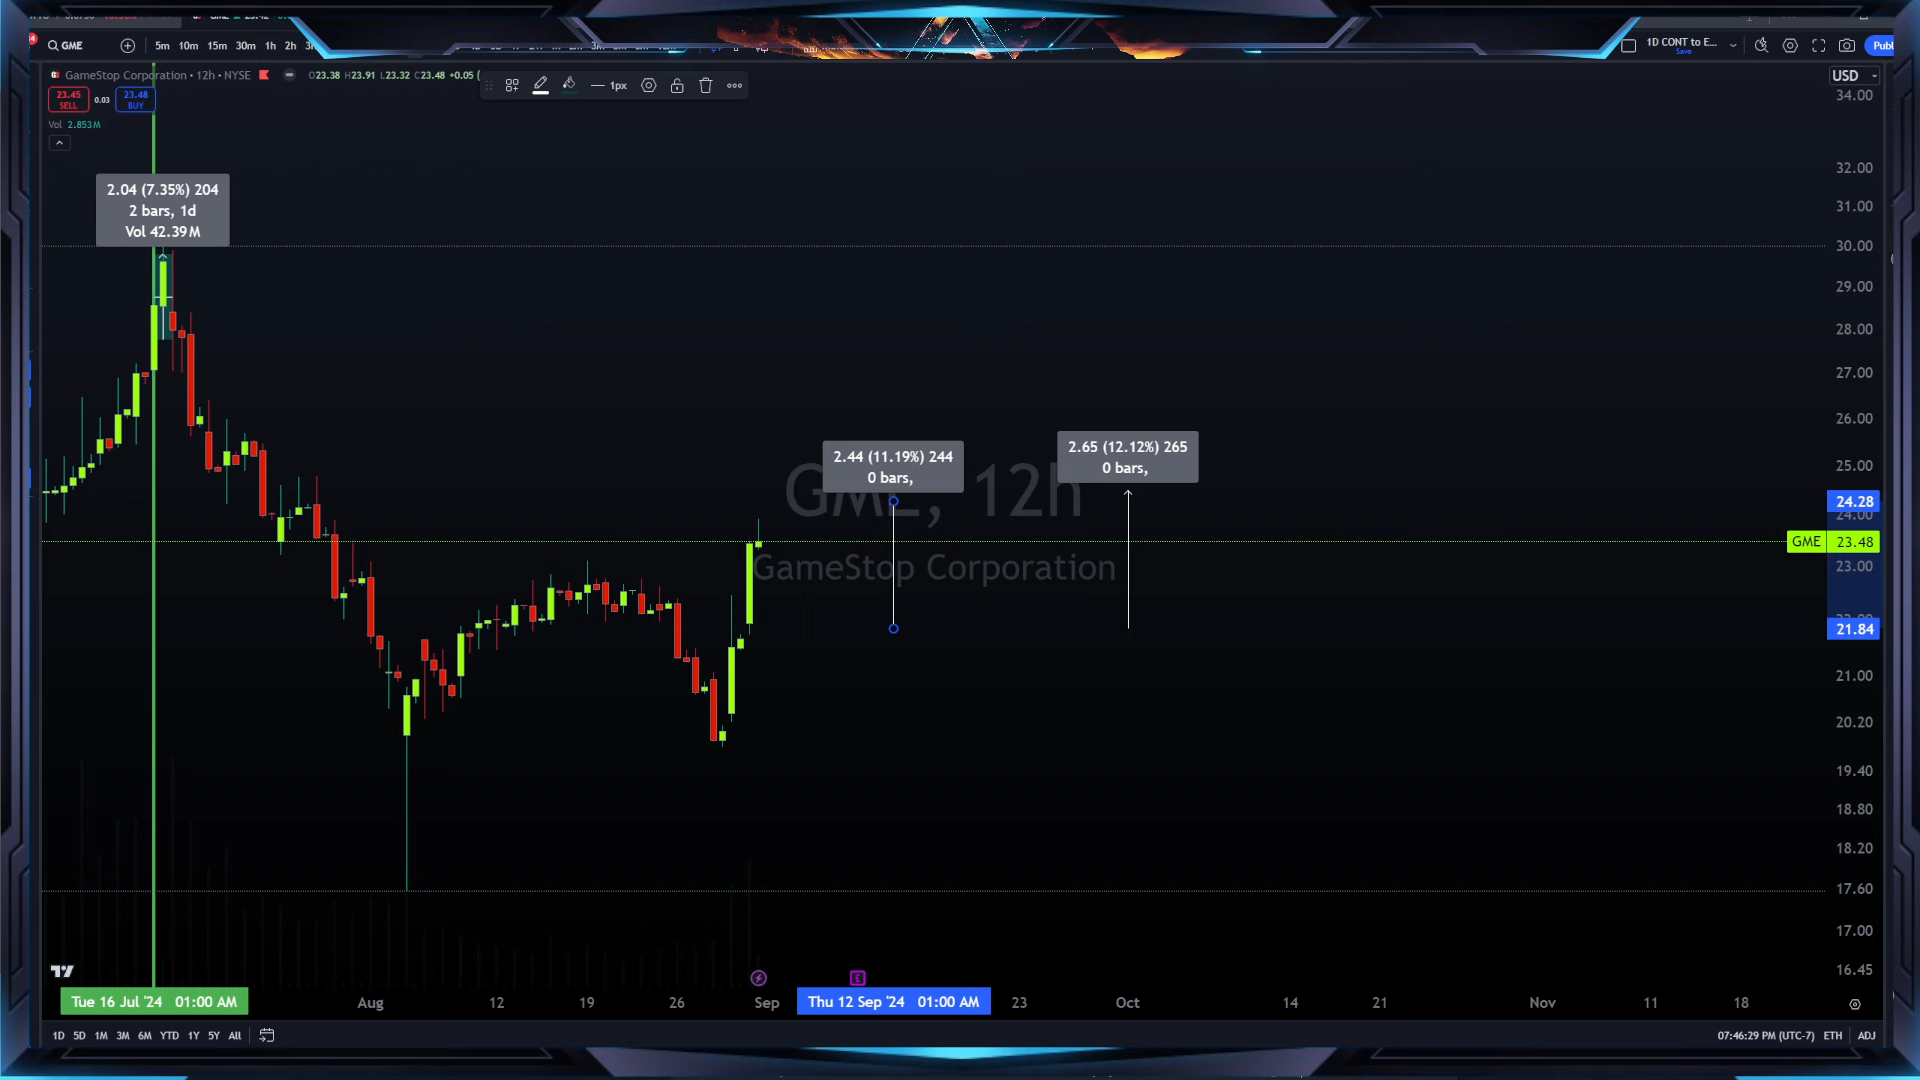 GME
5m 10m 15m 30m 1h 2h
1D CONT to E...
Save
Publ
GameStop Corporation · 12h · NYSE
O23.38 H23.91 L23.32 C23.48 +0.05 (
1px
USD
23.45
SELL
0.03
23.48
BUY
Vol 2.853M
2.04 (7.35%) 204
2 bars, 1d
Vol 42.39M
2.44 (11.19%) 244
0 bars,
2.65 (12.12%) 265
0 bars,
GME, 12h
GameStop Corporation
34.00
32.00
31.00
30.00
29.00
28.00
27.00
26.00
25.00
24.28
24.00
GME 23.48
23.00
21.84
21.00
20.20
19.40
18.80
18.20
17.60
17.00
16.45
Tue 16 Jul '24 01:00 AM
Aug
12
19
26
Sep
Thu 12 Sep '24 01:00 AM
23
Oct
14
21
Nov
11
18
E
1D 5D 1M 3M 6M YTD 1Y 5Y All
07:46:29 PM (UTC-7) ETH ADJ